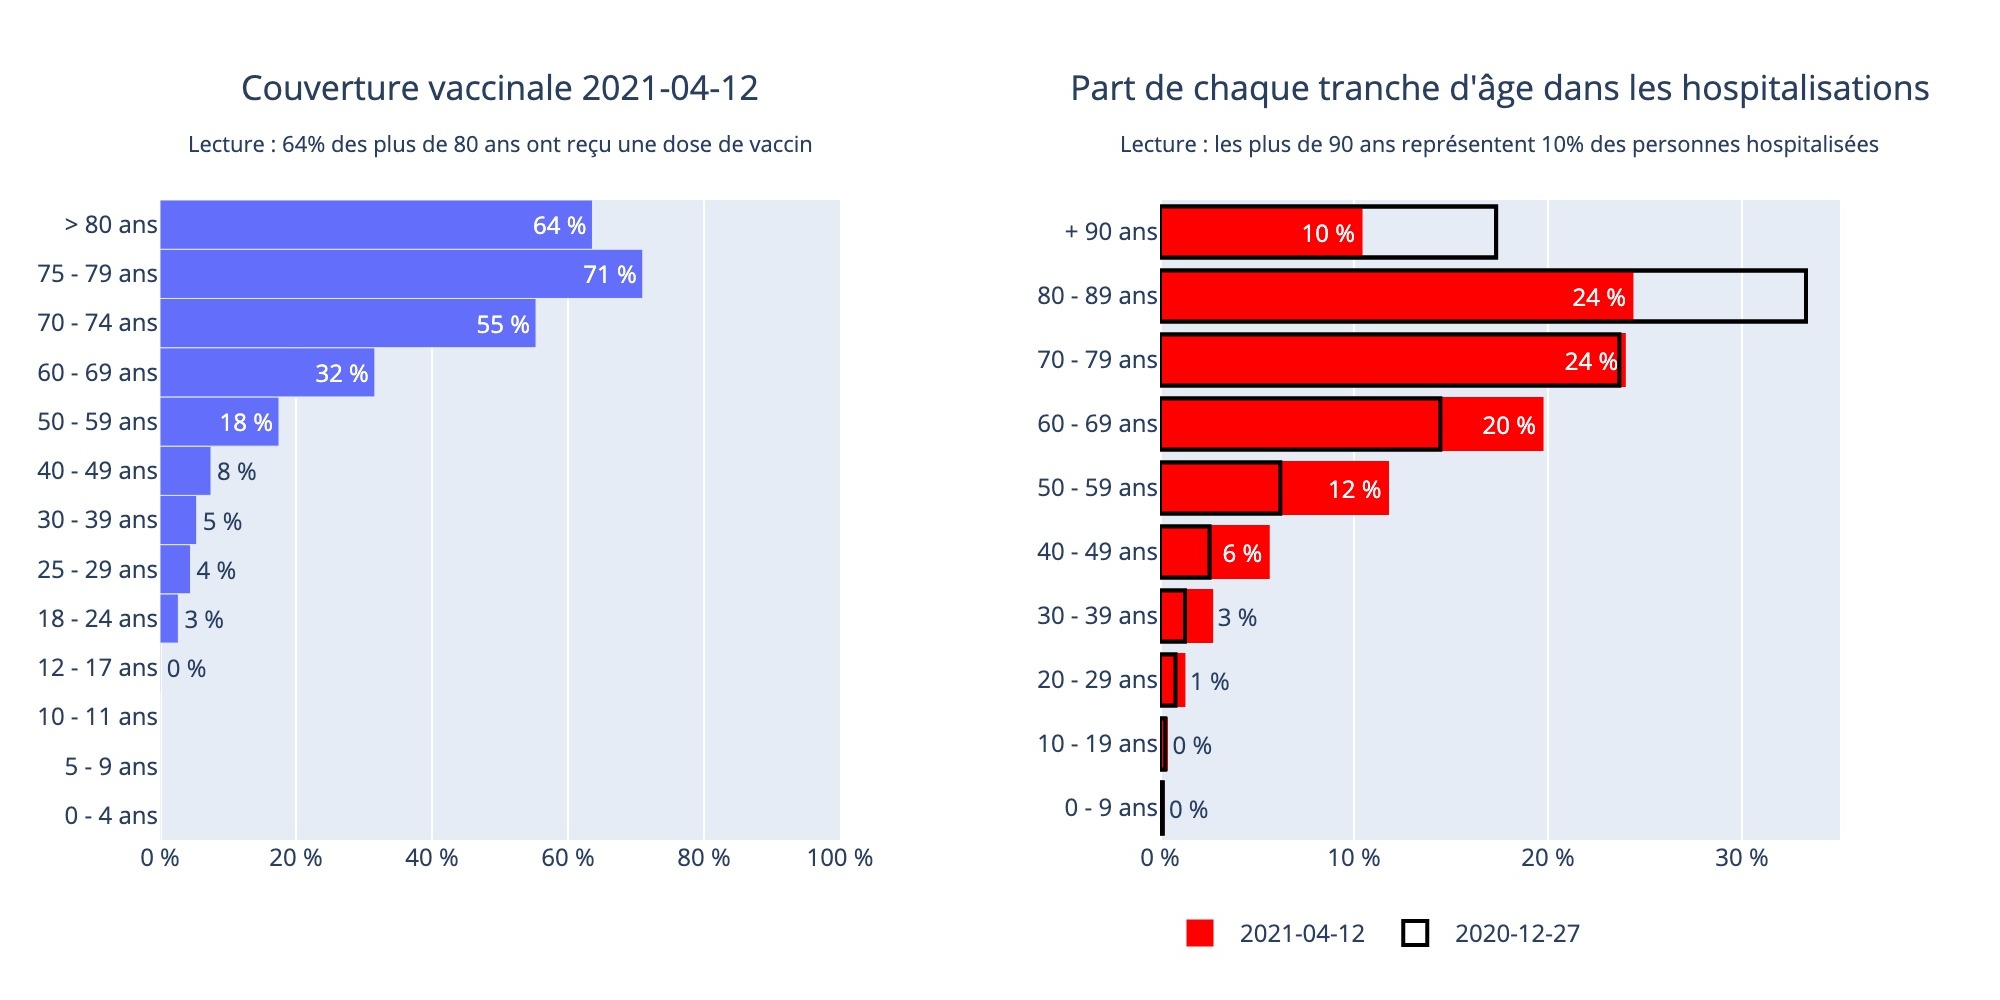 Couverture vaccinale 2021-04-12
Lecture : 64% des plus de 80 ans ont reçu une dose de vaccin
> 80 ans 64 %
75 - 79 ans 71 %
70 - 74 ans 55 %
60 - 69 ans 32 %
50 - 59 ans 18 %
40 - 49 ans 8 %
30 - 39 ans 5 %
25 - 29 ans 4 %
18 - 24 ans 3 %
12 - 17 ans 0 %
10 - 11 ans
5 - 9 ans
0 - 4 ans
0 % 20 % 40 % 60 % 80 % 100 %
Part de chaque tranche d'âge dans les hospitalisations
Lecture : les plus de 90 ans représentent 10% des personnes hospitalisées
+ 90 ans 10 %
80 - 89 ans 24 %
70 - 79 ans 24 %
60 - 69 ans 20 %
50 - 59 ans 12 %
40 - 49 ans 6 %
30 - 39 ans 3 %
20 - 29 ans 1 %
10 - 19 ans 0 %
0 - 9 ans 0 %
0 % 10 % 20 % 30 %
2021-04-12 2020-12-27